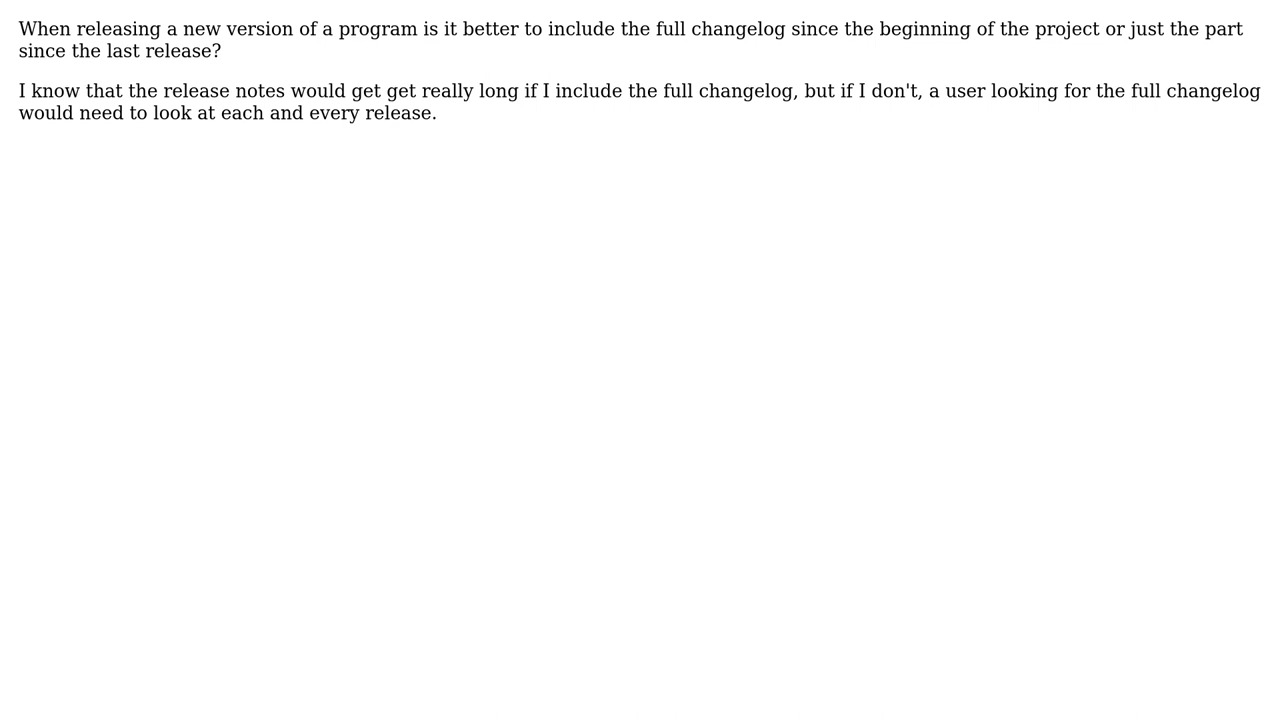 When releasing a new version of a program is it better to include the full changelog since the beginning of the project or just the part
since the last release?
I know that the release notes would get get really long if I include the full changelog, but if I don't, a user looking for the full changelog
would need to look at each and every release.